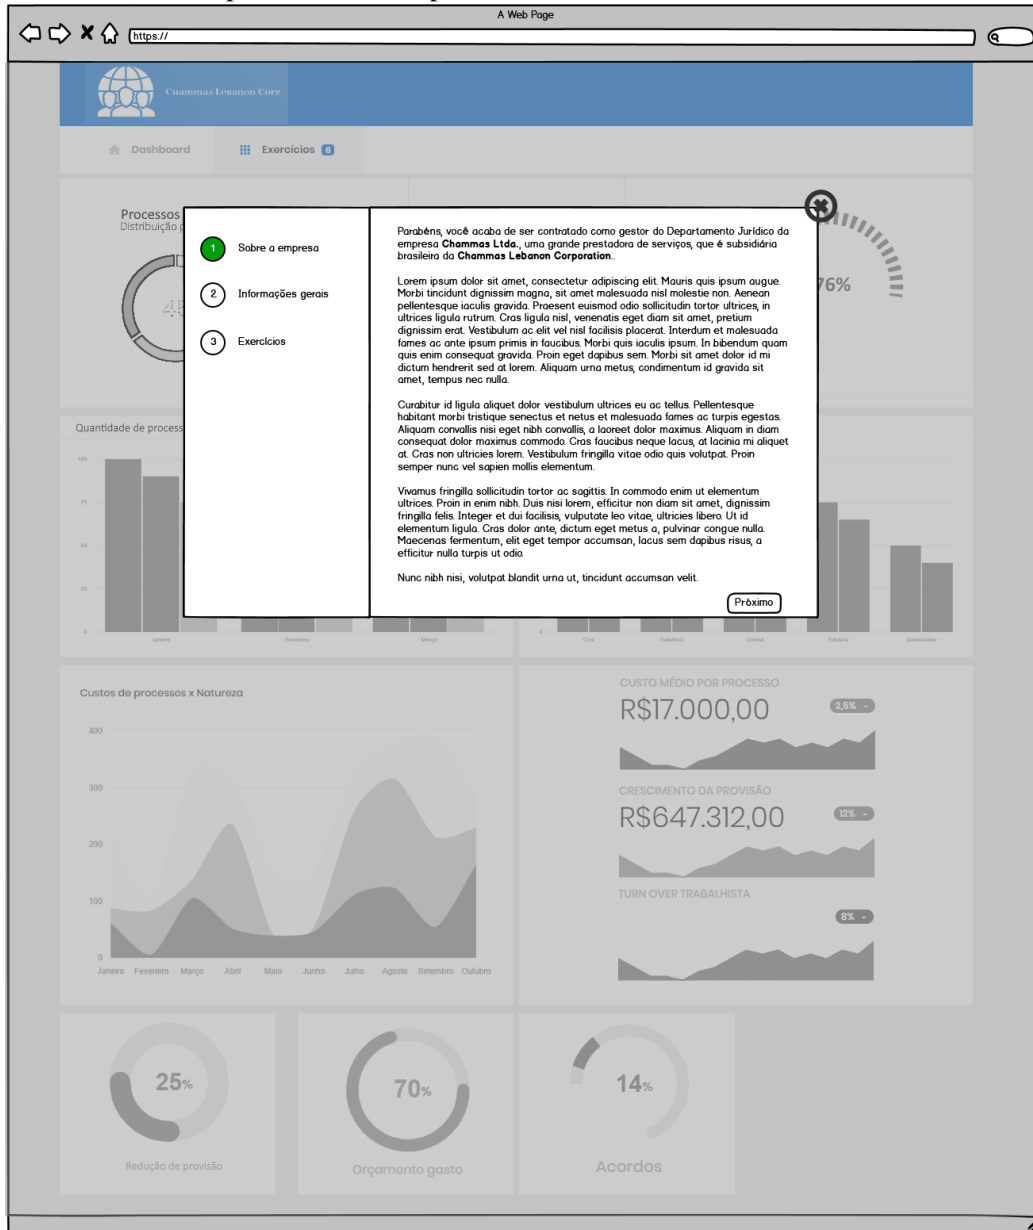 A Web Page
https://
Chammas Lebanon Corp
Dashboard
Exercícios 6
Processos
Distribuição p
45
76%
1 Sobre a empresa
2 Informações gerais
3 Exercícios
Parabéns, você acaba de ser contratado como gestor do Departamento Jurídico da
empresa Chammas Ltda., uma grande prestadora de serviços, que é subsidiária
brasileira da Chammas Lebanon Corporation..
Lorem ipsum dolor sit amet, consectetur adipiscing elit. Mauris quis ipsum augue.
Morbi tincidunt dignissim magna, sit amet malesuada nisl molestie non. Aenean
pellentesque iaculis gravida. Praesent euismod odio sollicitudin tortor ultrices, in
ultrices ligula rutrum. Cras ligula nisl, venenatis eget diam sit amet, pretium
dignissim erat. Vestibulum ac elit vel nisl facilisis placerat. Interdum et malesuada
fames ac ante ipsum primis in faucibus. Morbi quis iaculis ipsum. In bibendum quam
quis enim consequat gravida. Proin eget dapibus sem. Morbi sit amet dolor id mi
dictum hendrerit sed at lorem. Aliquam urna metus, condimentum id gravida sit
amet, tempus nec nulla.
Curabitur id ligula aliquet dolor vestibulum ultrices eu ac tellus. Pellentesque
habitant morbi tristique senectus et netus et malesuada fames ac turpis egestas.
Aliquam convallis nisi eget nibh convallis, a laoreet dolor maximus. Aliquam in diam
consequat dolor maximus commodo. Cras faucibus neque lacus, at lacinia mi aliquet
at. Cras non ultricies lorem. Vestibulum fringilla vitae odio quis volutpat. Proin
semper nunc vel sapien mollis elementum.
Vivamus fringilla sollicitudin tortor ac sagittis. In commodo enim ut elementum
ultrices. Proin in enim nibh. Duis nisi lorem, efficitur non diam sit amet, dignissim
fringilla felis. Integer et dui facilisis, vulputate leo vitae, ultricies libero. Ut id
elementum ligula. Cras dolor ante, dictum eget metus a, pulvinar congue nulla.
Maecenas fermentum, elit eget tempor accumsan, lacus sem dapibus risus, a
efficitur nulla turpis ut odio.
Nunc nibh nisi, volutpat blandit urna ut, tincidunt accumsan velit.
Próximo
Quantidade de process
100
75
50
25
0
Janeiro Fevereiro Março
0
Cível Trabalhista Criminal Tributário Administrativo
Custos de processos x Natureza
400
300
200
100
0
Janeiro Fevereiro Março Abril Maio Junho Julho Agosto Setembro Outubro
CUSTO MÉDIO POR PROCESSO
R$17.000,00 2,5%
CRESCIMENTO DA PROVISÃO
R$647.312,00 12%
TURN OVER TRABALHISTA
8%
25%
Redução de provisão
70%
Orçamento gasto
14%
Acordos